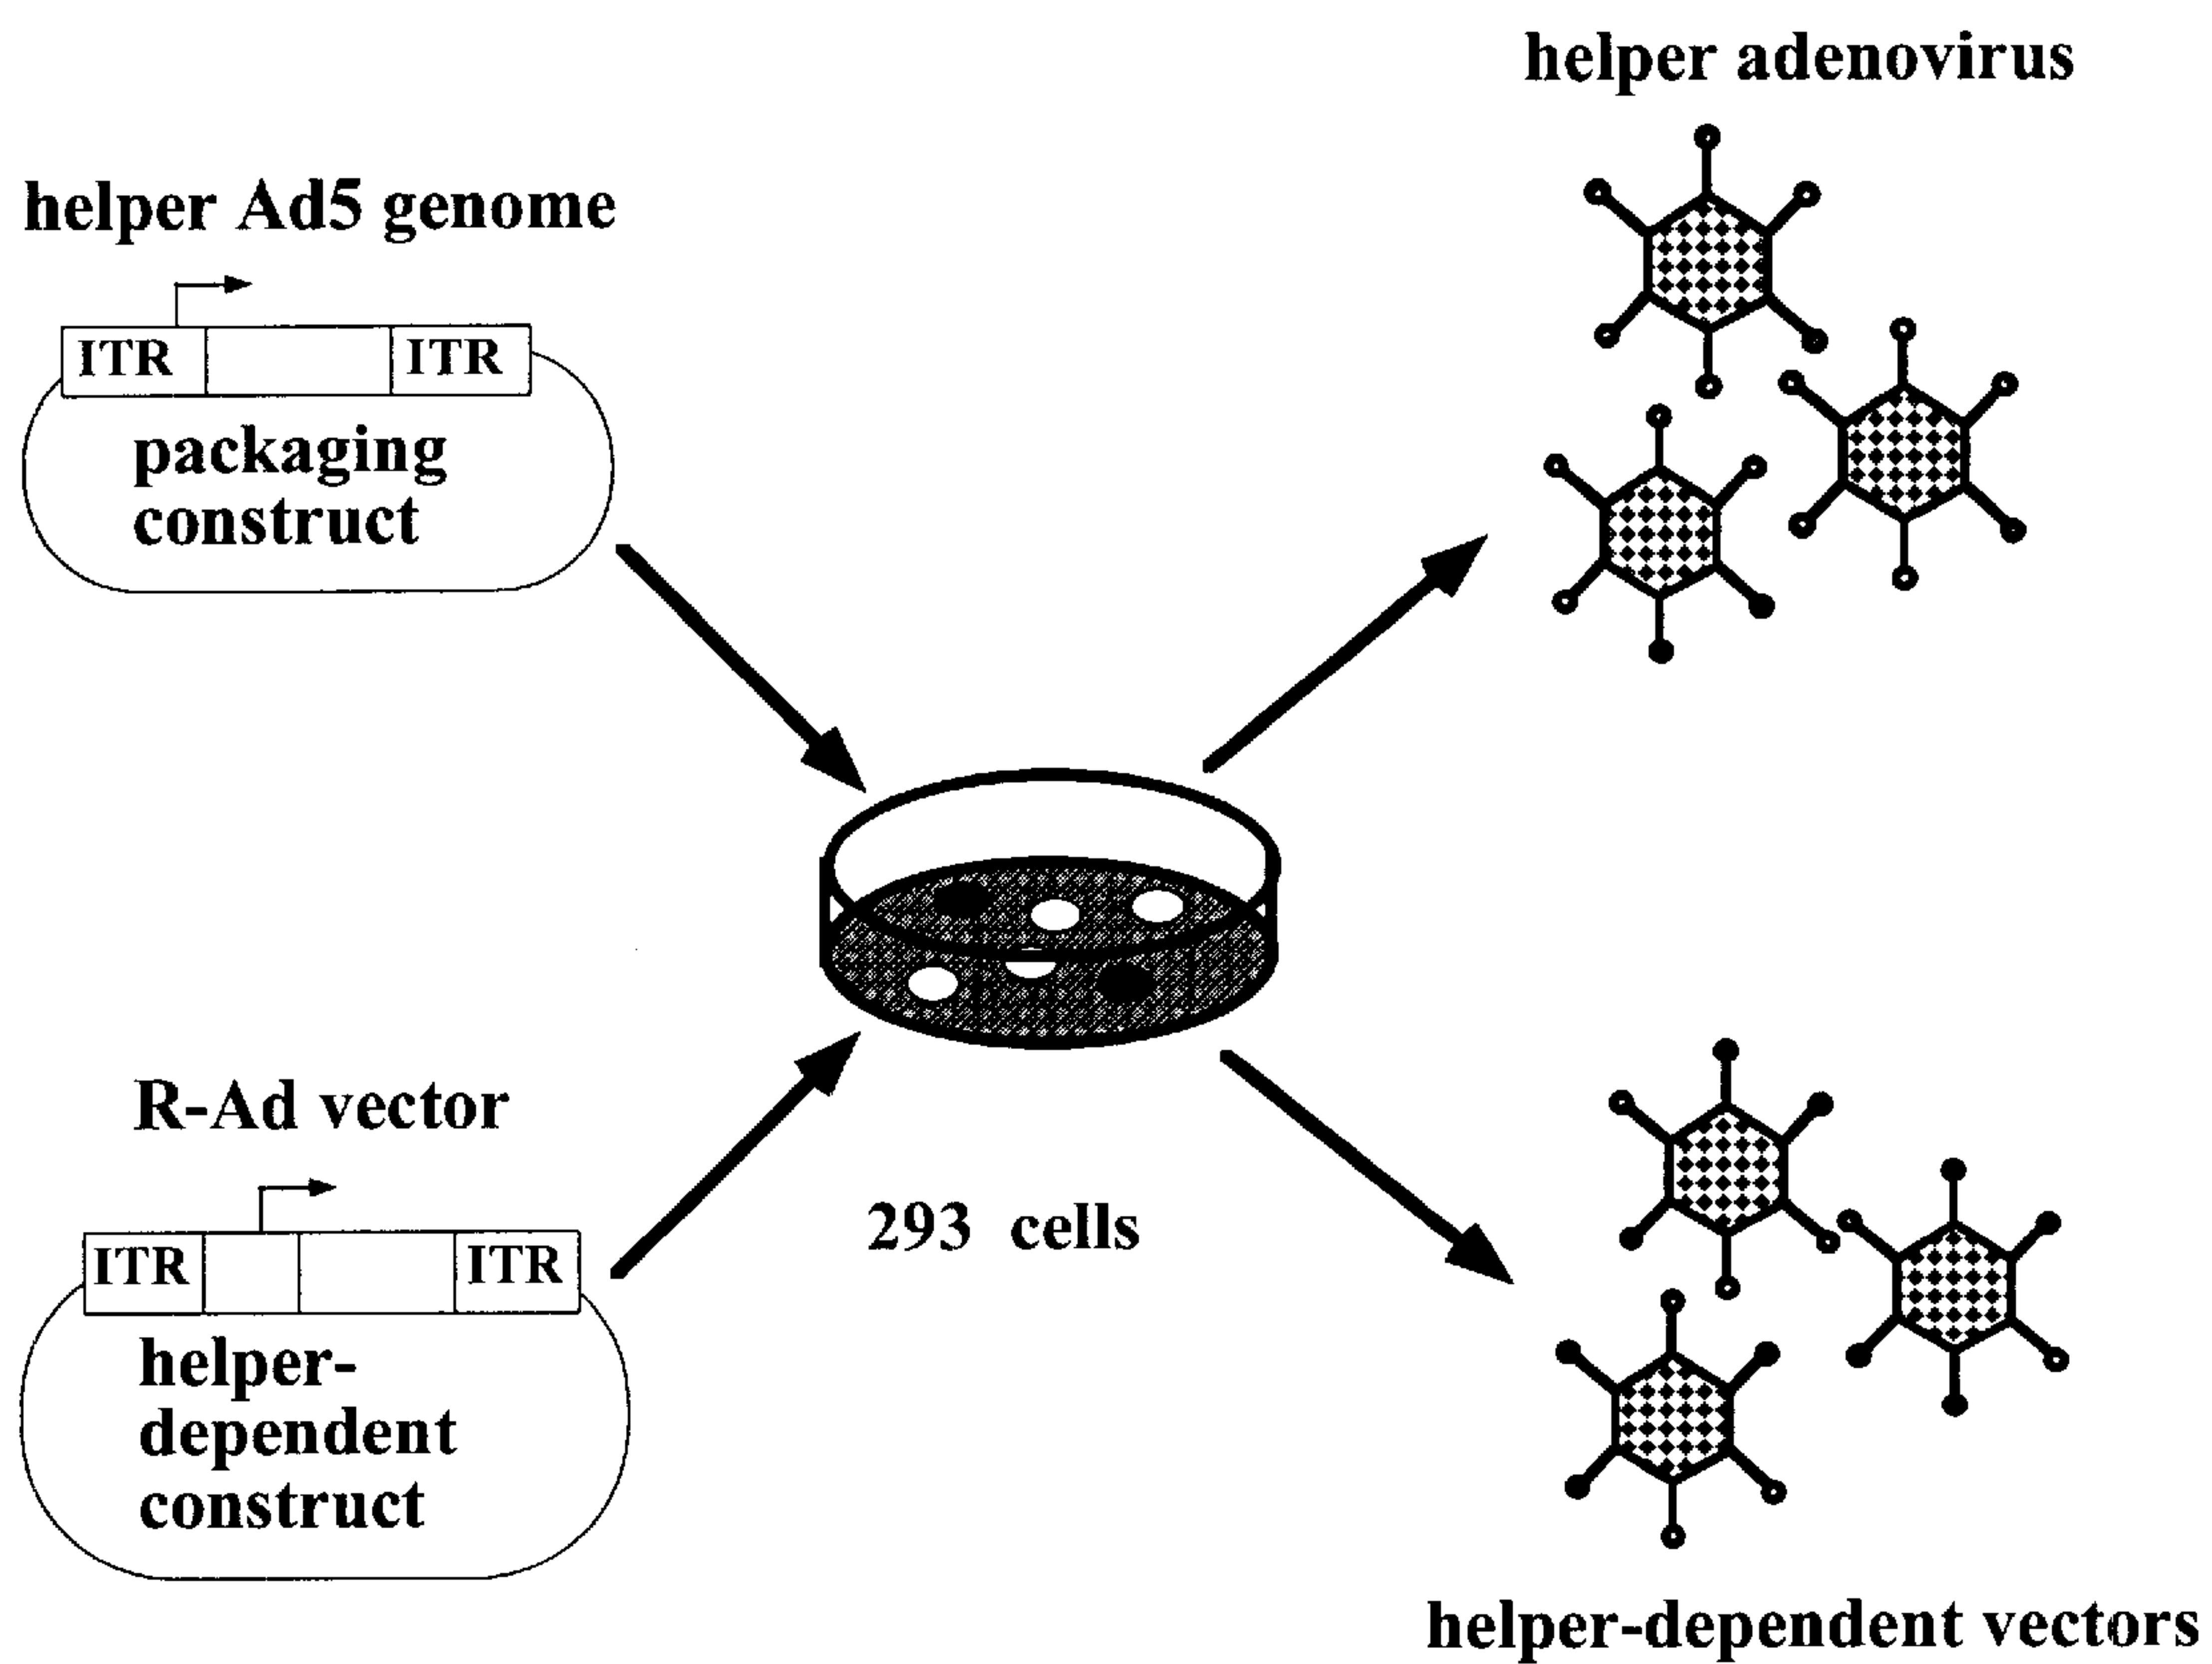 helper adenovirus
helper Ad5 genome
ITR ITR
packaging
construct
R-Ad vector
293 cells
ITR ITR
helper-
dependent
construct
helper-dependent vectors